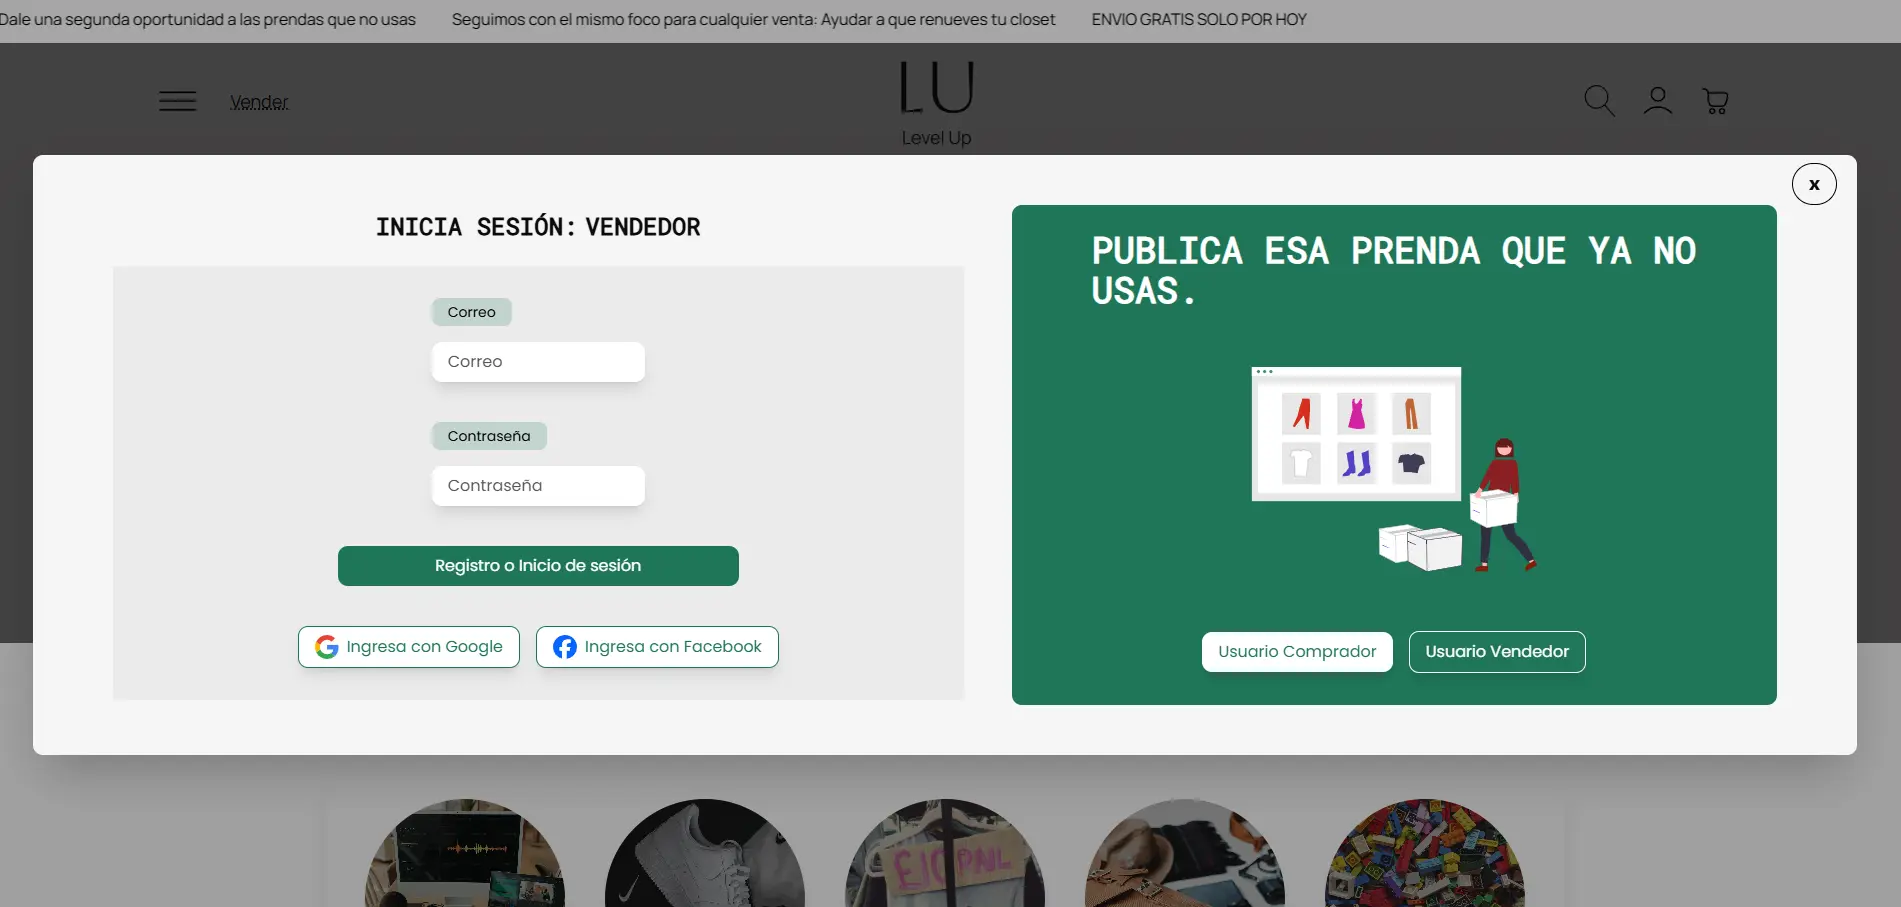 Dale una segunda oportunidad a las prendas que no usas
Seguimos con el mismo foco para cualquier venta: Ayudar a que renueves tu closet
ENVIO GRATIS SOLO POR HOY
Vender
LU
Level Up
x
INICIA SESIÓN: VENDEDOR
Correo
Correo
Contraseña
Contraseña
Registro o Inicio de sesión
Ingresa con Google
Ingresa con Facebook
PUBLICA ESA PRENDA QUE YA NO
USAS.
Usuario Comprador
Usuario Vendedor